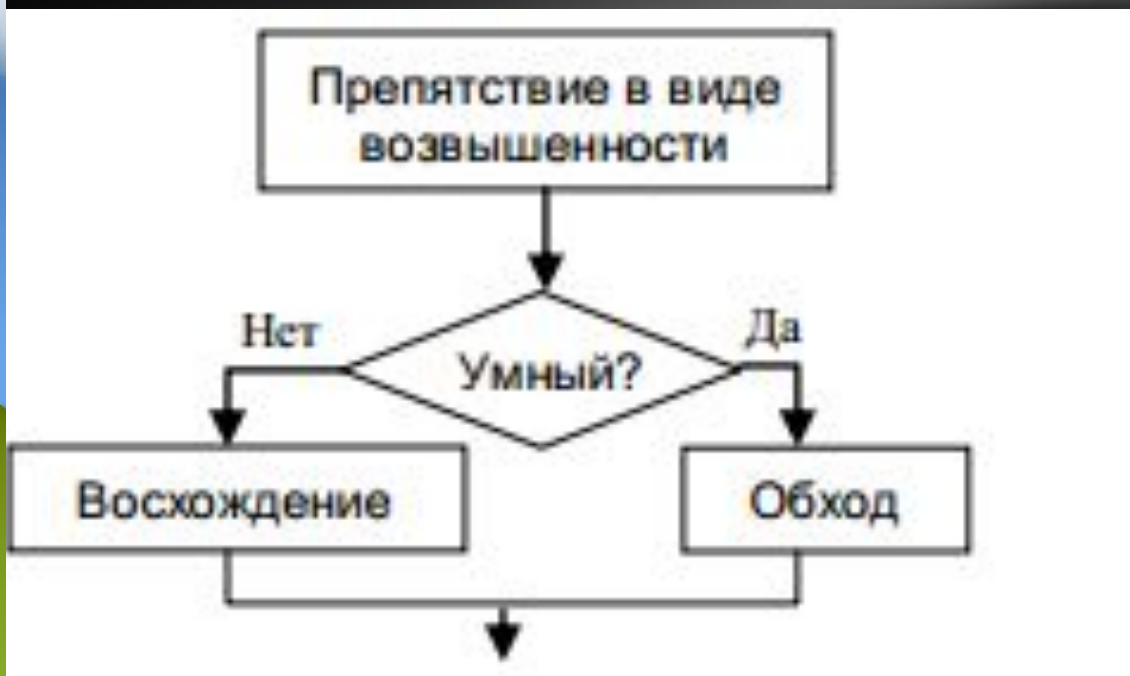 Препятствие в виде
возвышенности
Нет
Да
Умный?
Восхождение
Обход